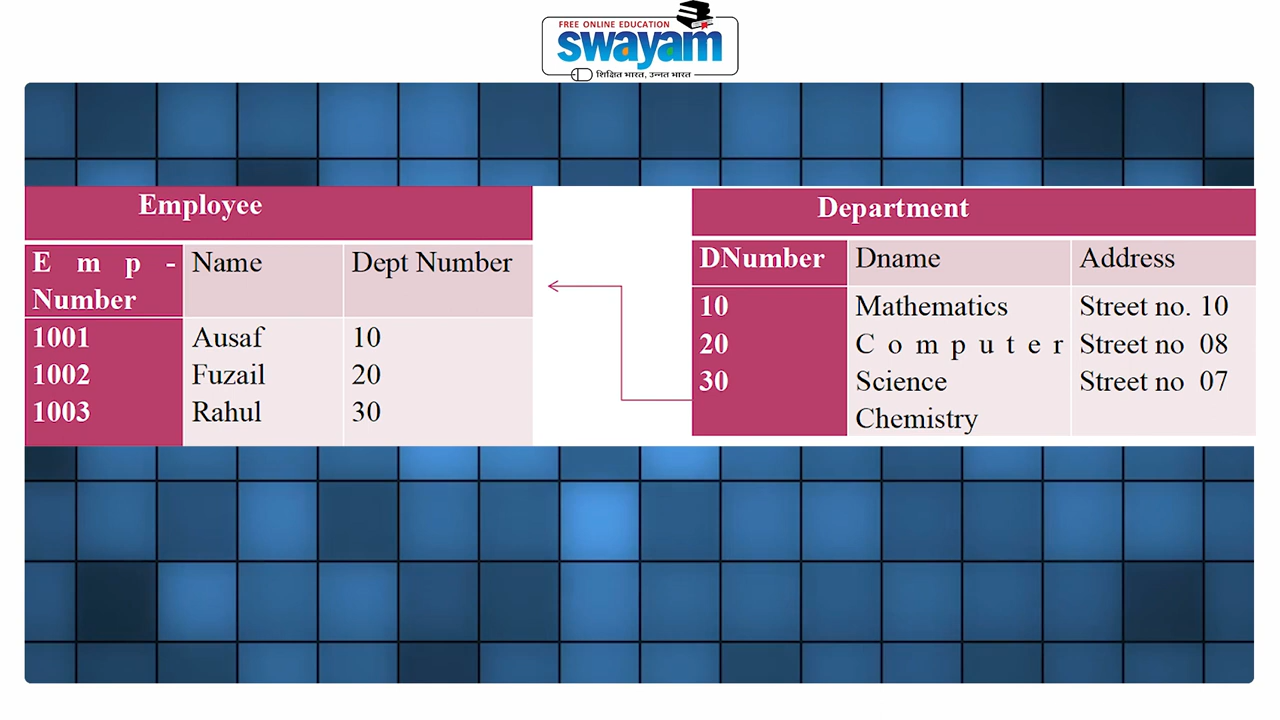 FREE ONLINE EDUCATION
swayam
शिक्षित भारत, उन्नत भारत
Employee
Emp-
Number
Name
Dept Number
1001 Ausaf 10
1002 Fuzail 20
1003 Rahul 30
Department
DNumber Dname Address
10 Mathematics Street no. 10
20 Computer Street no 08
30 Science Street no 07
Chemistry